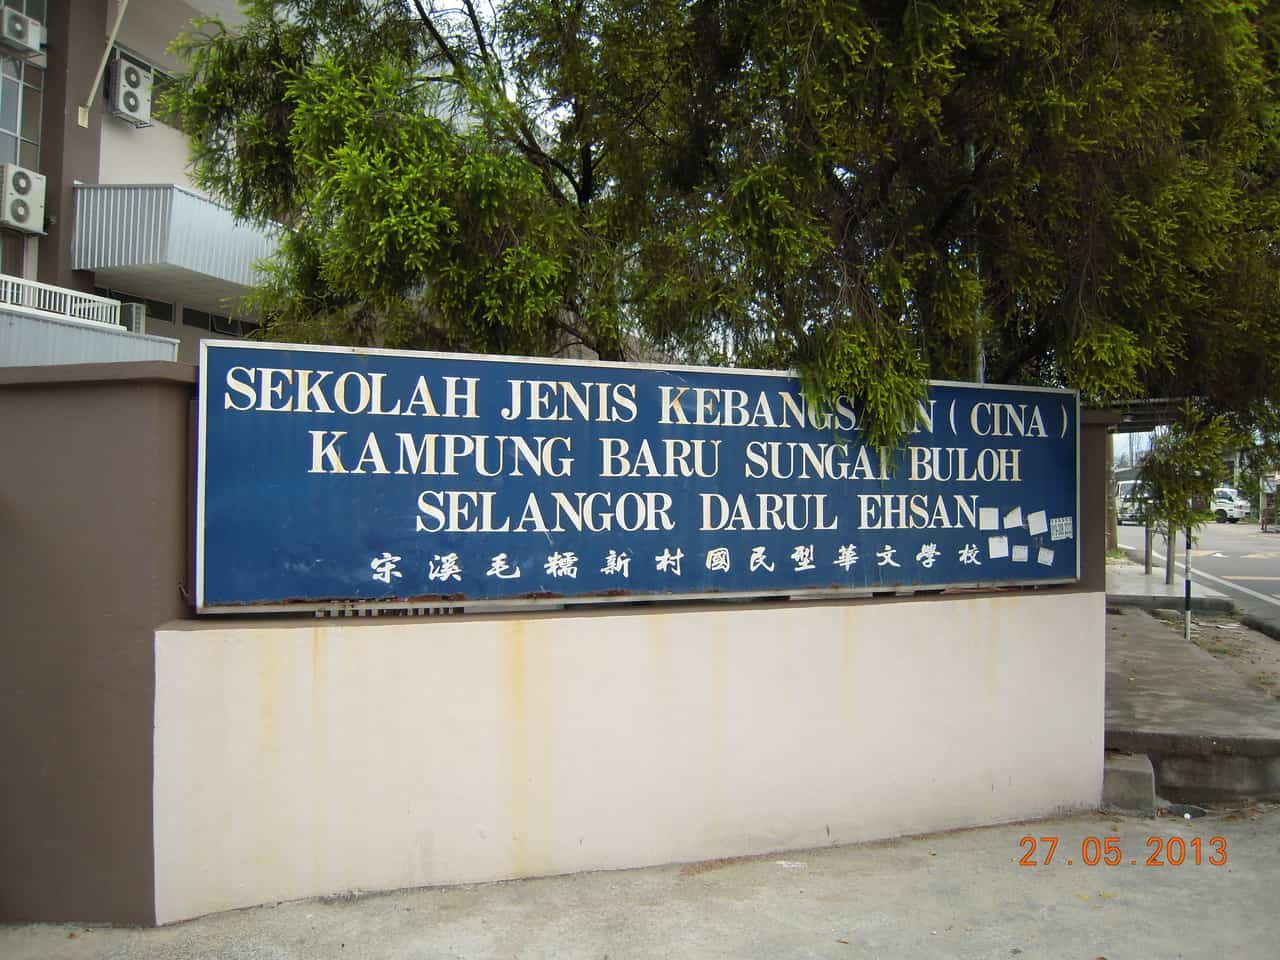 SEKOLAH JENIS KEBANGSAAN ( CINA )
KAMPUNG BARU SUNGAI BULOH
SELANGOR DARUL EHSAN
宋溪毛糯新村國民型華文學校
27.05.2013